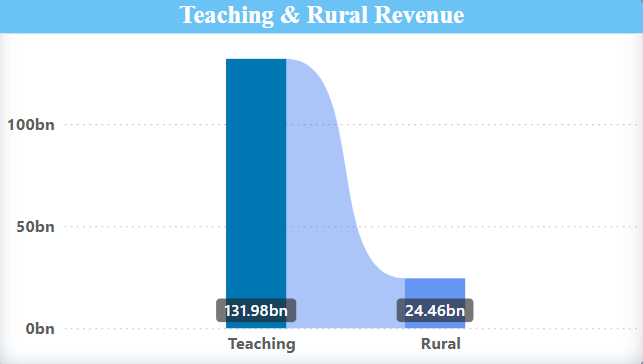 Teaching & Rural Revenue
100bn
50bn
0bn
131.98bn
24.46bn
Teaching
Rural